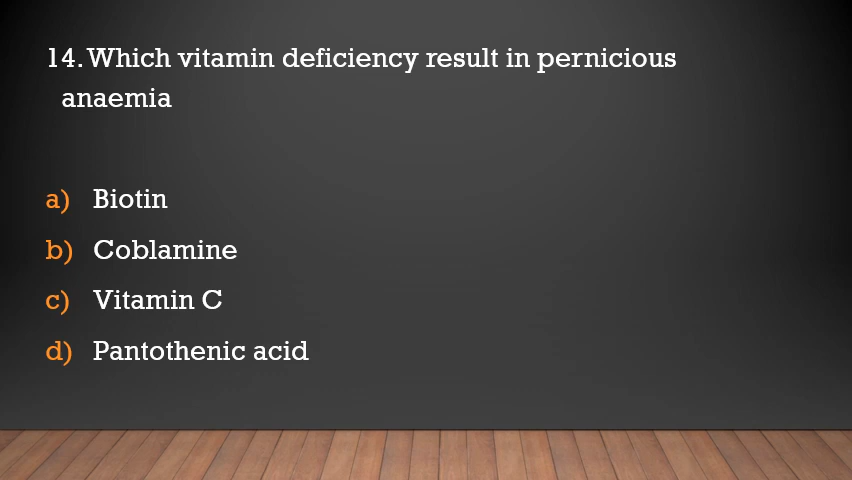 14. Which vitamin deficiency result in pernicious
anaemia
a) Biotin
b) Coblamine
c) Vitamin C
d) Pantothenic acid